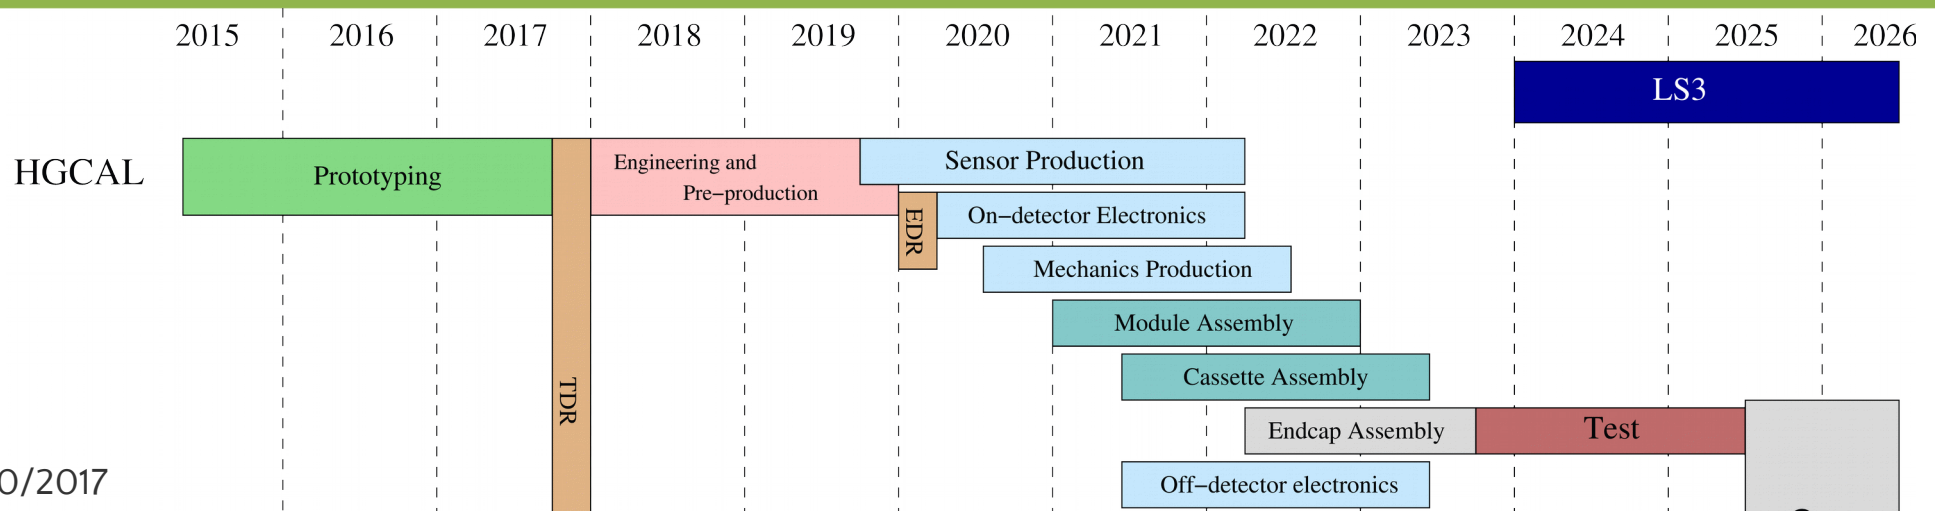 2015 2016 2017 2018 2019 2020 2021 2022 2023 2024 2025 2026
LS3
HGCAL
Prototyping
TDR
Engineering and
Pre−production
Sensor Production
EDR
On−detector Electronics
Mechanics Production
Module Assembly
Cassette Assembly
Endcap Assembly
Test
Off−detector electronics
0/2017